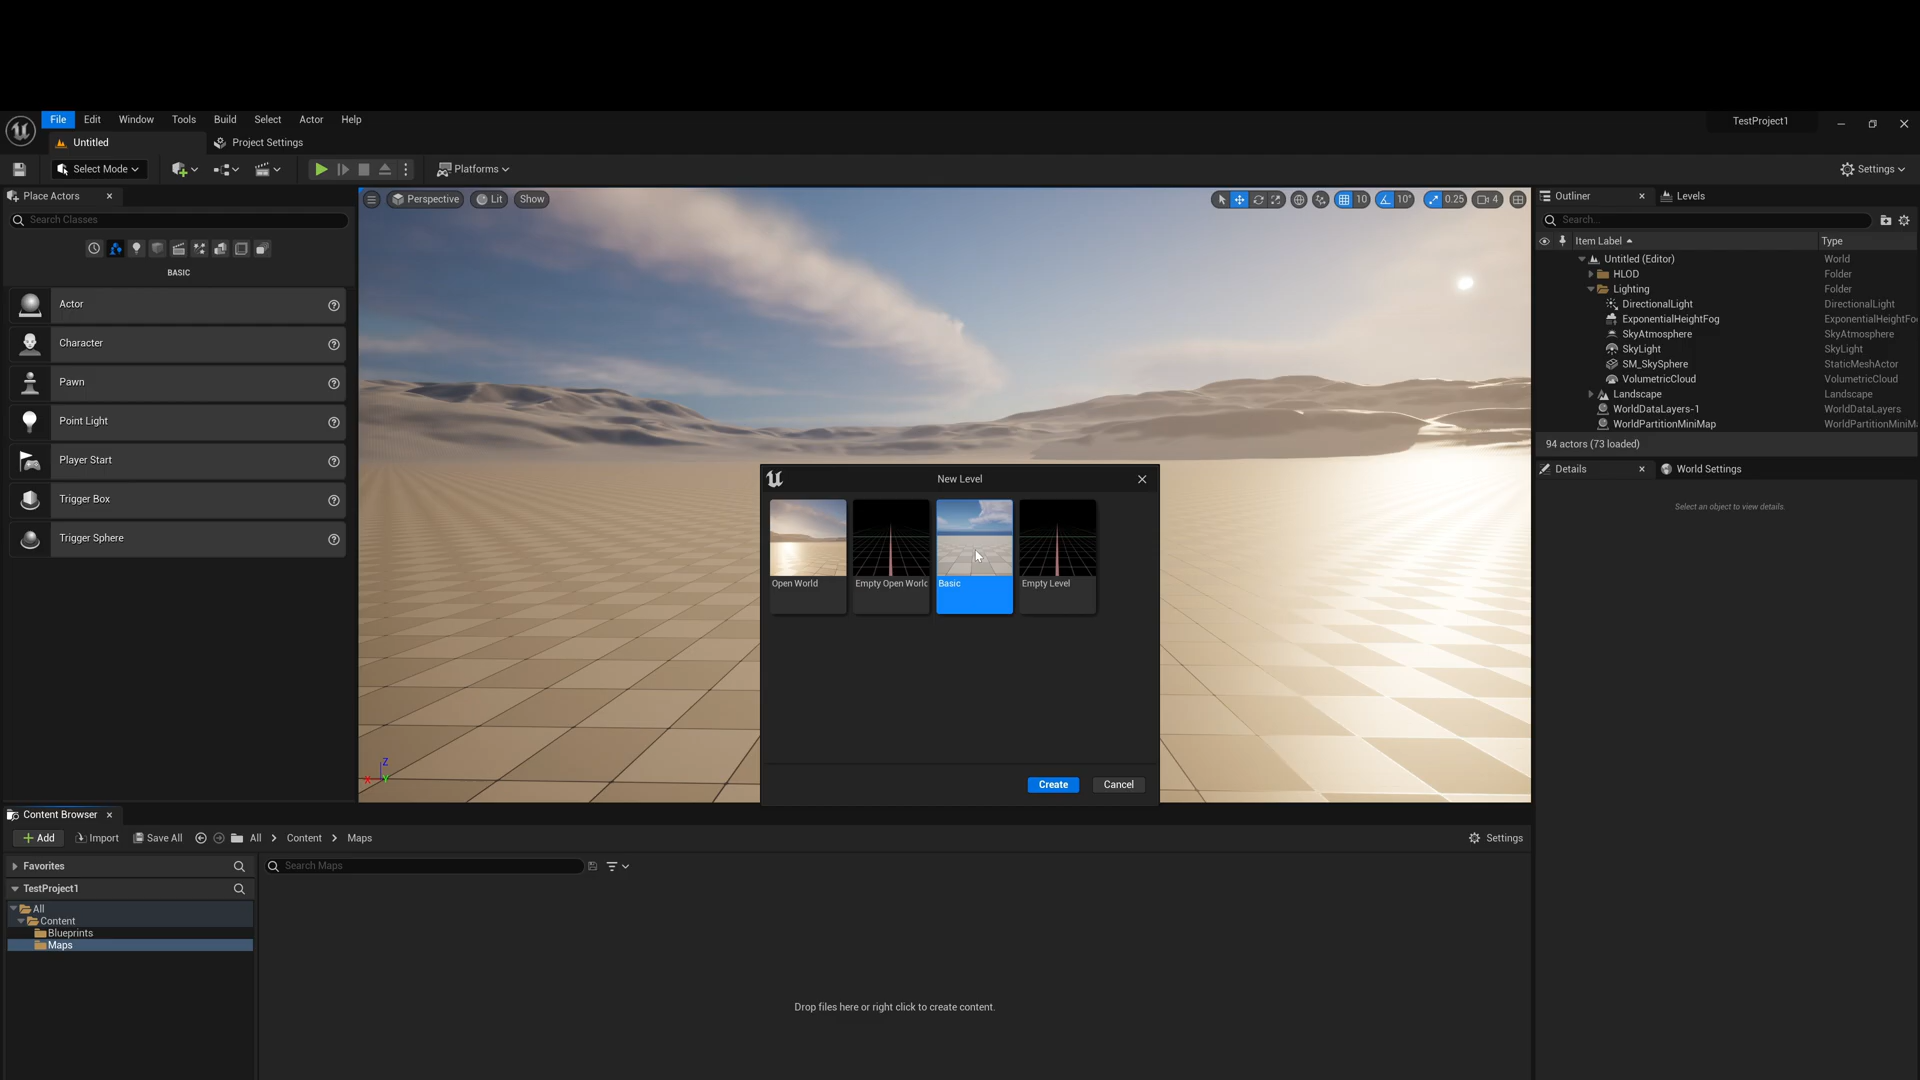 File Edit Window Tools Build Select Actor Help
TestProject1
Untitled Project Settings
Select Mode Platforms Settings
Place Actors
Search Classes
BASIC
Actor
Character
Pawn
Point Light
Player Start
Trigger Box
Trigger Sphere
Perspective Lit Show
10 10° 0.25 4
Z
X
Y
New Level
Open World Empty Open World Basic Empty Level
Create Cancel
Outliner Levels
Search...
Item Label Type
Untitled (Editor) World
HLOD Folder
Lighting Folder
DirectionalLight DirectionalLight
ExponentialHeightFog ExponentialHeightFo
SkyAtmosphere SkyAtmosphere
SkyLight SkyLight
SM_SkySphere StaticMeshActor
VolumetricCloud VolumetricCloud
Landscape Landscape
WorldDataLayers-1 WorldDataLayers
WorldPartitionMiniMap WorldPartitionMiniMa
94 actors (73 loaded)
Details World Settings
Select an object to view details.
Content Browser
Add Import Save All All Content Maps Settings
Favorites
Search Maps
TestProject1
All
Content
Blueprints
Maps
Drop files here or right click to create content.